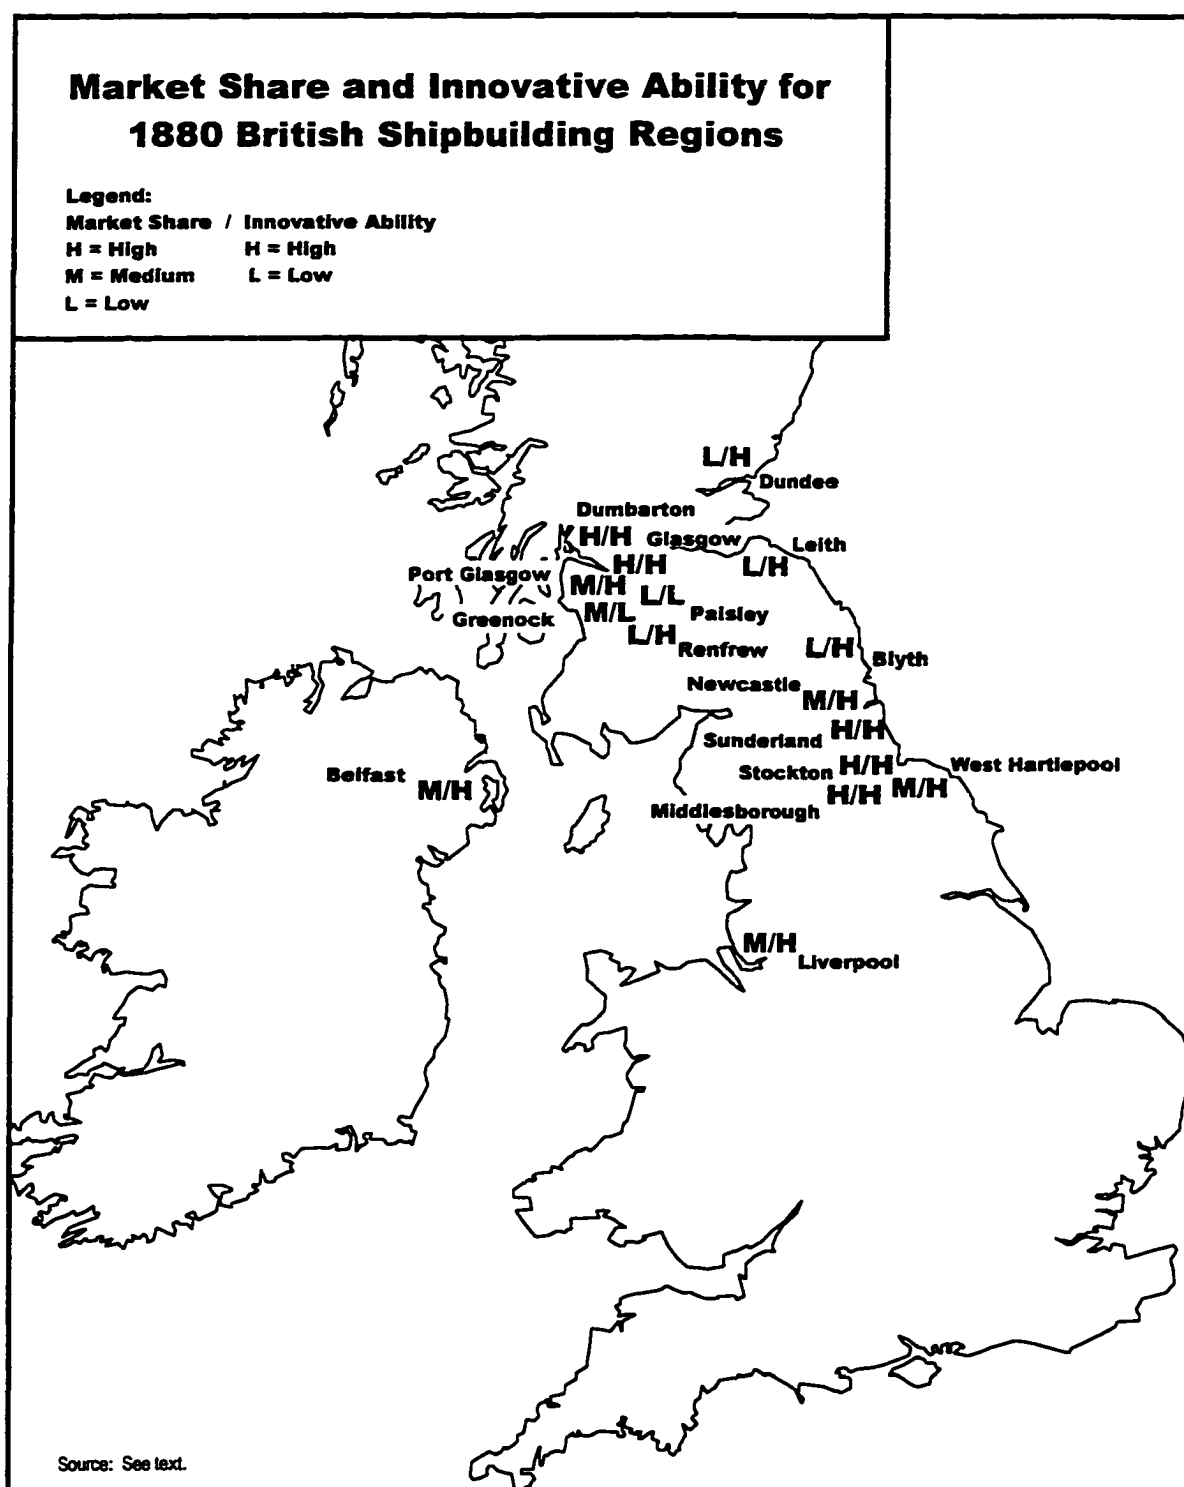 Market Share and Innovative Ability for
1880 British Shipbuilding Regions
Legend:
Market Share / Innovative Ability
H = High H = High
M = Medium L = Low
L = Low
L/H
Dundee
Dumbarton
H/H Glasgow
Leith
H/H
L/H
Port Glasgow
M/H
L/L
Greenock
M/L
Paisley
L/H
Renfrew
L/H
Blyth
Newcastle
M/H
Sunderland
H/H
Stockton
H/H
West Hartlepool
Belfast
M/H
M/H
Middlesborough
H/H
M/H
Liverpool
Source: See text.